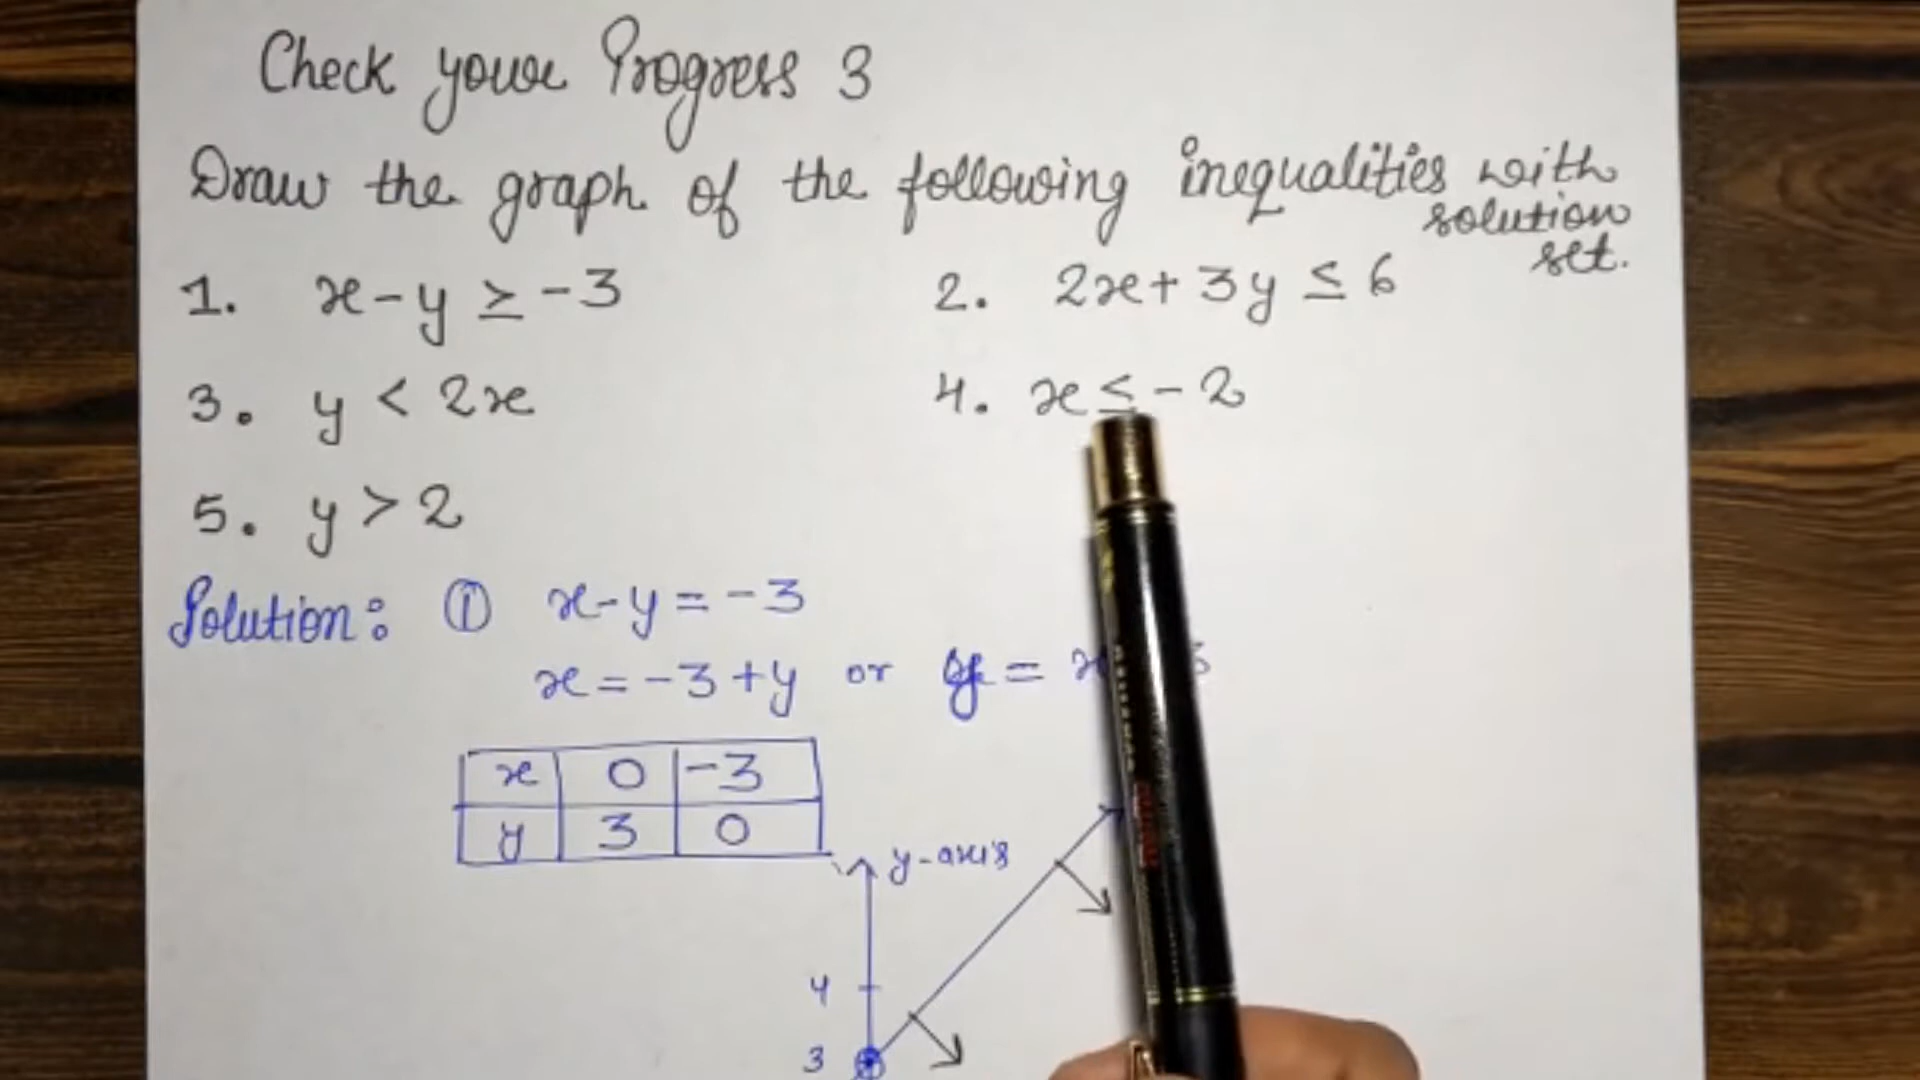 Check your Progress 3
Draw the graph of the following inequalities with solution set.
1. x-y ≥ -3
2. 2x+3y ≤ 6
3. y < 2x
4. x ≤ -2
5. y > 2
Solution: ① x-y = -3
x = -3+y or y = x
x 0 -3
y 3 0
y-axis
4
3